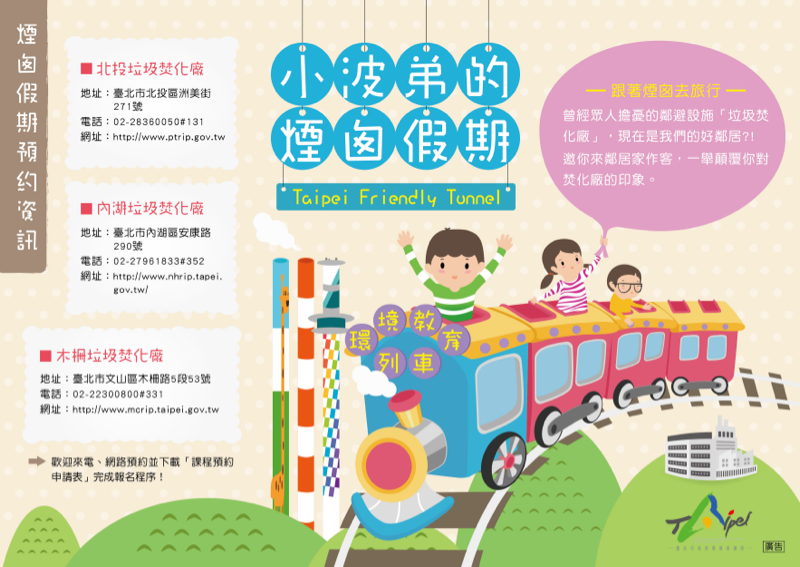 煙囪假期預約資訊
■ 北投垃圾焚化廠
地址：臺北市北投區洲美街
271號
電話：02-28360050#131
網址：http://www.ptrip.gov.tw
■ 內湖垃圾焚化廠
地址：臺北市內湖區安康路
290號
電話：02-27961833#352
網址：http://www.nhrip.tapei.
gov.tw/
■ 木柵垃圾焚化廠
地址：臺北市文山區木柵路5段53號
電話：02-22300800#331
網址：http://www.mcrip.taipei.gov.tw
歡迎來電、網路預約並下載「課程預約
申請表」完成報名程序！
小波弟的
煙囪假期
Taipei Friendly Tunnel
跟著煙囪去旅行
曾經眾人擔憂的鄰避設施「垃圾焚
化廠」，現在是我們的好鄰居?!
邀你來鄰居家作客，一舉顛覆你對
焚化廠的印象。
環境教育
列車
TAipei
廣告